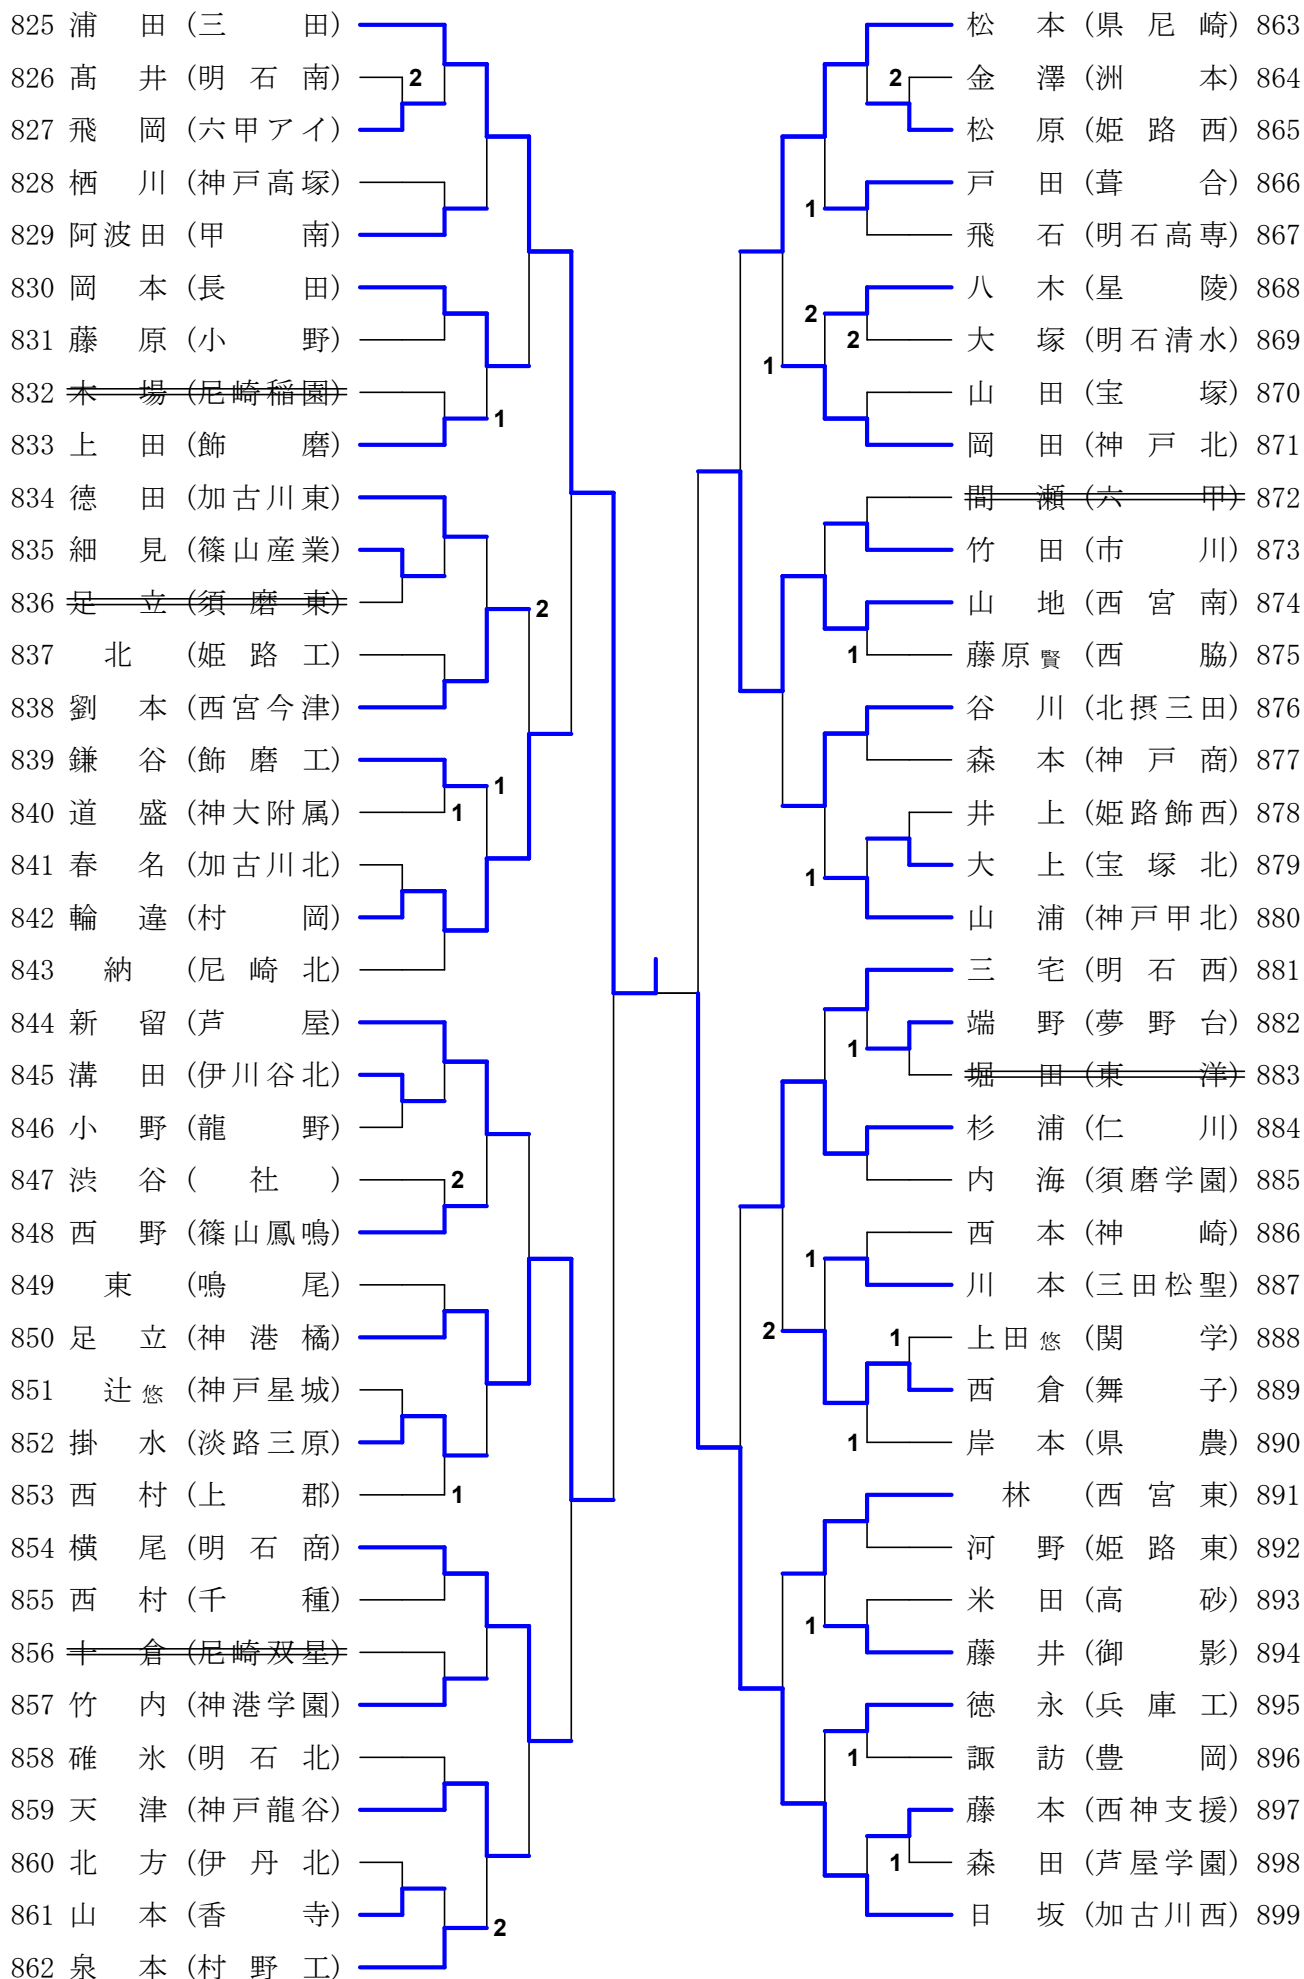 825 浦田 (三田)
826 髙井 (明石南)
2
827 飛岡 (六甲アイ)
828 栖川 (神戸高塚)
829 阿波田 (甲南)
830 岡本 (長田)
831 藤原 (小野)
832 木場 (尼崎稲園)
1
833 上田 (飾磨)
834 德田 (加古川東)
835 細見 (篠山産業)
836 足立 (須磨東)
2
837 北 (姫路工)
838 劉本 (西宮今津)
839 鎌谷 (飾磨工)
1
840 道盛 (神大附属)
1
841 春名 (加古川北)
842 輪違 (村岡)
843 納 (尼崎北)
844 新留 (芦屋)
845 溝田 (伊川谷北)
846 小野 (龍野)
847 渋谷 (社)
2
848 西野 (篠山鳳鳴)
849 東 (鳴尾)
850 足立 (神港橘)
851 辻悠 (神戸星城)
852 掛水 (淡路三原)
853 西村 (上郡)
1
854 横尾 (明石商)
855 西村 (千種)
856 十倉 (尼崎双星)
857 竹内 (神港学園)
858 碓氷 (明石北)
859 天津 (神戸龍谷)
860 北方 (伊丹北)
861 山本 (香寺)
2
862 泉本 (村野工)
松本 (県尼崎) 863
2
金澤 (洲本) 864
松原 (姫路西) 865
戸田 (葺合) 866
1
飛石 (明石高専) 867
八木 (星陵) 868
2
2
大塚 (明石清水) 869
1
山田 (宝塚) 870
岡田 (神戸北) 871
間瀬 (六甲) 872
竹田 (市川) 873
山地 (西宮南) 874
1
藤原賢 (西脇) 875
谷川 (北摂三田) 876
森本 (神戸商) 877
井上 (姫路飾西) 878
大上 (宝塚北) 879
1
山浦 (神戸甲北) 880
三宅 (明石西) 881
端野 (夢野台) 882
1
堀田 (東洋) 883
杉浦 (仁川) 884
内海 (須磨学園) 885
西本 (神崎) 886
1
川本 (三田松聖) 887
2
1
上田悠 (関学) 888
西倉 (舞子) 889
1
岸本 (県農) 890
林 (西宮東) 891
河野 (姫路東) 892
米田 (高砂) 893
1
藤井 (御影) 894
徳永 (兵庫工) 895
1
諏訪 (豊岡) 896
藤本 (西神支援) 897
1
森田 (芦屋学園) 898
日坂 (加古川西) 899